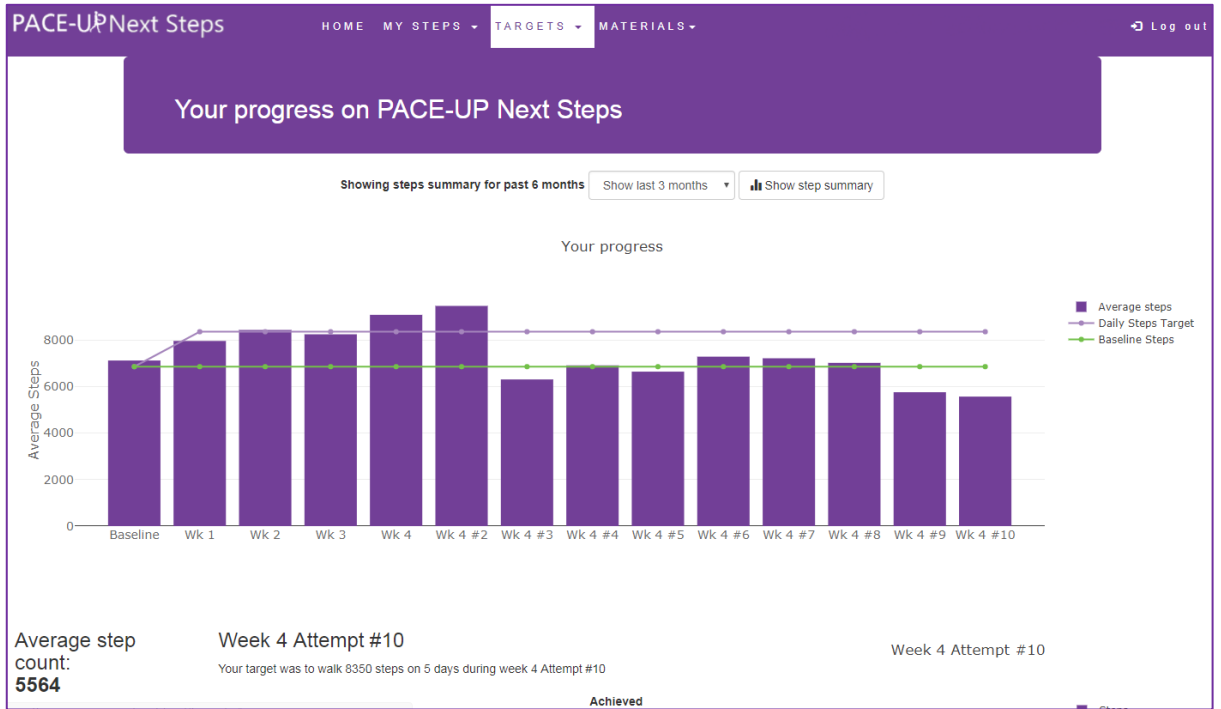 PACE-UP Next Steps
HOME MY STEPS TARGETS MATERIALS Log out
Your progress on PACE-UP Next Steps
Showing steps summary for past 6 months Show last 3 months Show step summary
Your progress
Average steps
Daily Steps Target
Baseline Steps
8000
6000
4000
2000
0
Average Steps
Baseline Wk 1 Wk 2 Wk 3 Wk 4 Wk 4 #2 Wk 4 #3 Wk 4 #4 Wk 4 #5 Wk 4 #6 Wk 4 #7 Wk 4 #8 Wk 4 #9 Wk 4 #10
Average step
count:
5564
Week 4 Attempt #10
Your target was to walk 8350 steps on 5 days during week 4 Attempt #10
Achieved
Week 4 Attempt #10